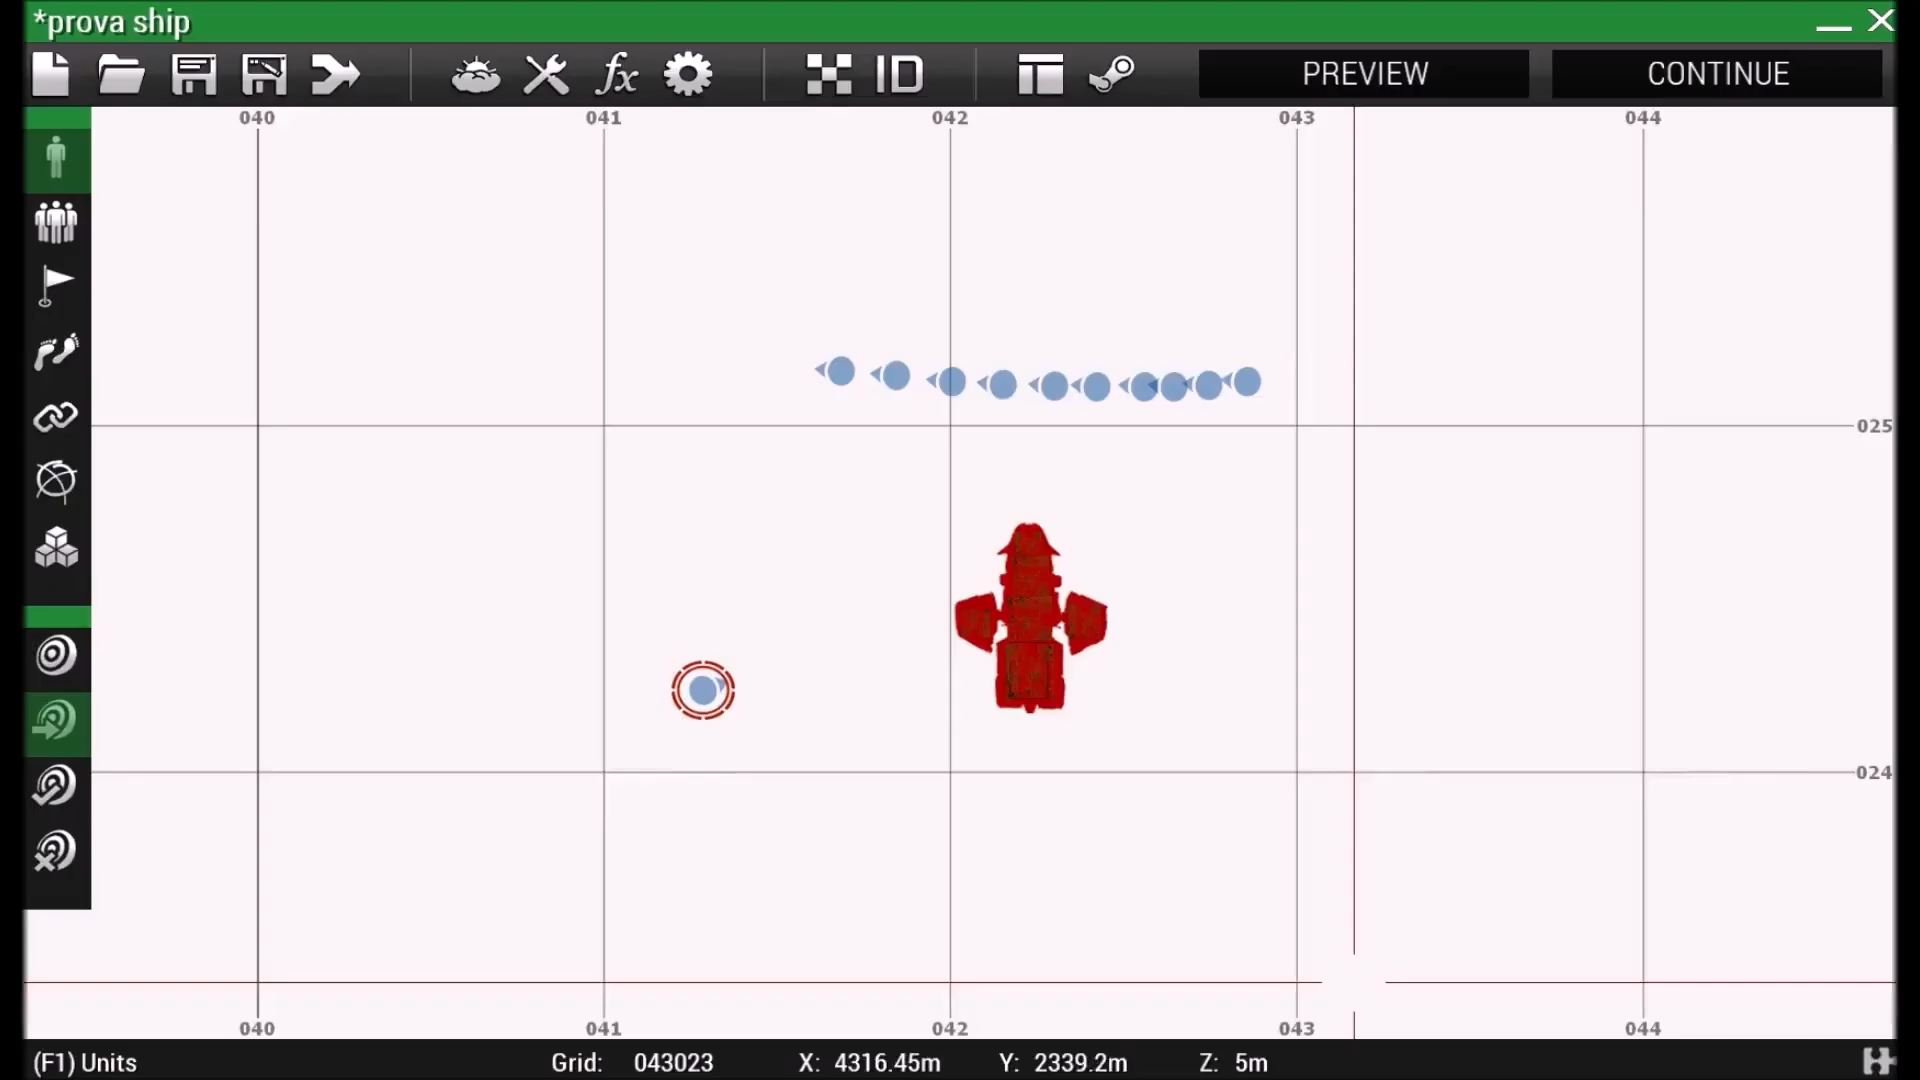 *prova ship
fx ID PREVIEW CONTINUE
040 041 042 043 044
025
024
040 041 042 043 044
(F1) Units Grid: 043023 X: 4316.45m Y: 2339.2m Z: 5m